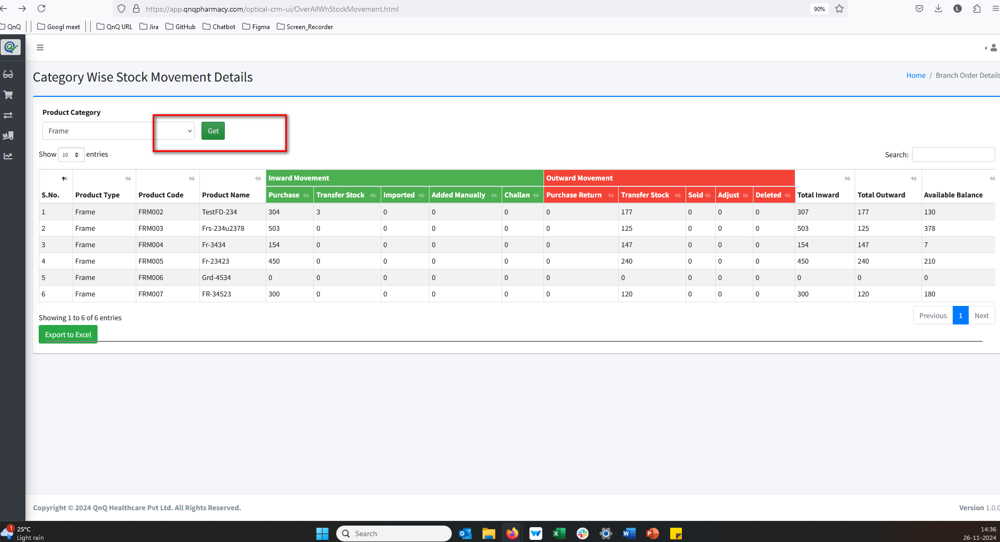 https://app.qnqpharmacy.com/optical-crm-ui/OverAllWhStockMovement.html 90% L
QnQ Googl meet QnQ URL Jira GitHub Chatbot Figma Screen_Recorder
Category Wise Stock Movement Details
Home / Branch Order Details
Product Category
Frame Get
Show 10 entries Search:
Inward Movement Outward Movement
S.No. Product Type Product Code Product Name Purchase Transfer Stock Imported Added Manually Challan Purchase Return Transfer Stock Sold Adjust Deleted Total Inward Total Outward Available Balance
1 Frame FRM002 TestFD-234 304 3 0 0 0 0 177 0 0 0 307 177 130
2 Frame FRM003 Frs-234u2378 503 0 0 0 0 0 125 0 0 0 503 125 378
3 Frame FRM004 Fr-3434 154 0 0 0 0 0 147 0 0 0 154 147 7
4 Frame FRM005 Fr-23423 450 0 0 0 0 0 240 0 0 0 450 240 210
5 Frame FRM006 Grd-4534 0 0 0 0 0 0 0 0 0 0 0 0 0
6 Frame FRM007 FR-34523 300 0 0 0 0 0 120 0 0 0 300 120 180
Showing 1 to 6 of 6 entries Previous 1 Next
Export to Excel
Copyright © 2024 QnQ Healthcare Pvt Ltd. All Rights Reserved. Version 1.0.0
1 25°C
Light rain
Search
14:36
26-11-2024